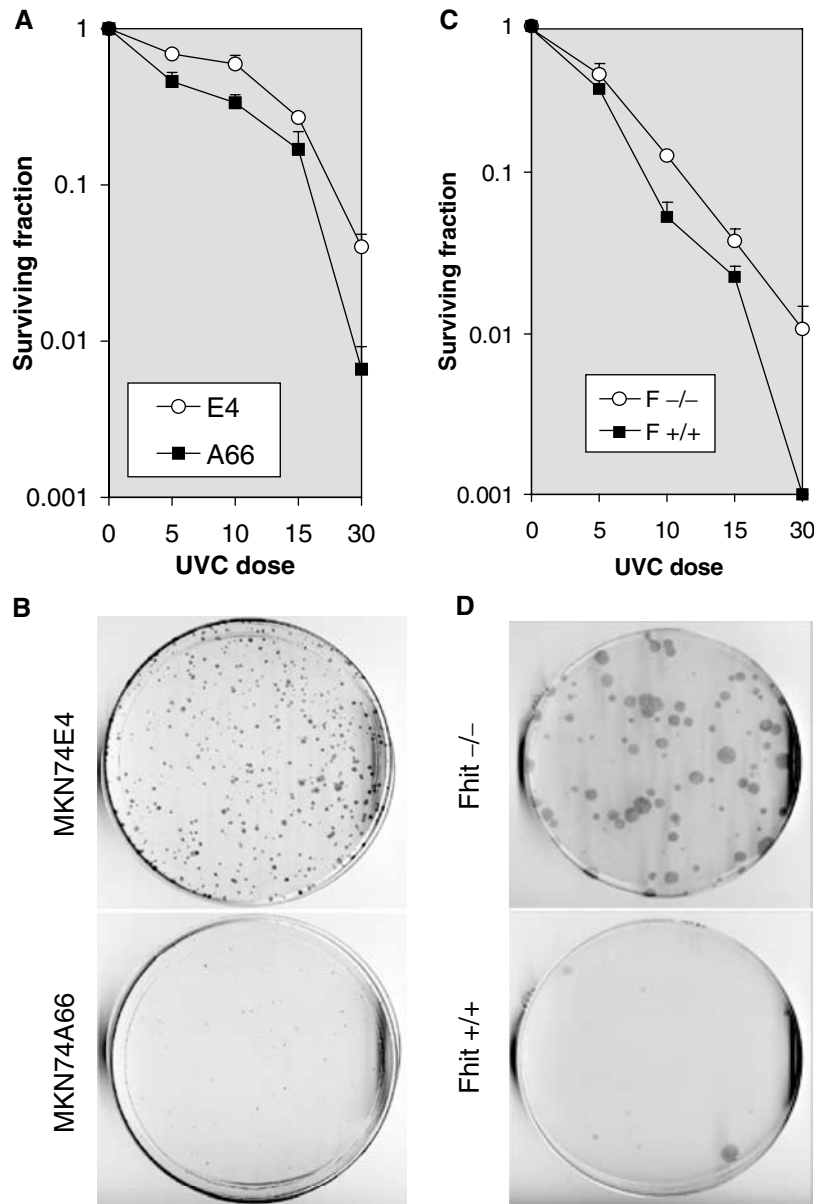 A
Surviving fraction
1
0.1
0.01
0.001
E4
A66
0 5 10 15 30
UVC dose
B
MKN74E4
MKN74A66
C
Surviving fraction
1
0.1
0.01
0.001
F −/−
F +/+
0 5 10 15 30
UVC dose
D
Fhit −/−
Fhit +/+